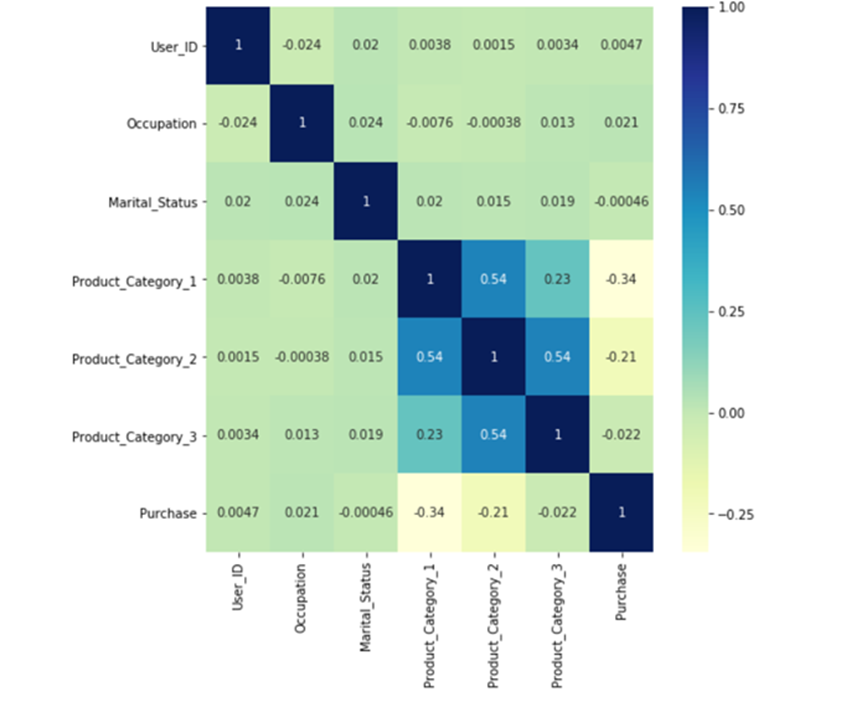 1.00
User_ID 1 -0.024 0.02 0.0038 0.0015 0.0034 0.0047
0.75
Occupation -0.024 1 0.024 -0.0076 -0.00038 0.013 0.021
Marital_Status 0.02 0.024 1 0.02 0.015 0.019 -0.00046
0.50
Product_Category_1 0.0038 -0.0076 0.02 1 0.54 0.23 -0.34
0.25
Product_Category_2 0.0015 -0.00038 0.015 0.54 1 0.54 -0.21
0.00
Product_Category_3 0.0034 0.013 0.019 0.23 0.54 1 -0.022
Purchase 0.0047 0.021 -0.00046 -0.34 -0.21 -0.022 1
−0.25
User_ID
Occupation
Marital_Status
Product_Category_1
Product_Category_2
Product_Category_3
Purchase